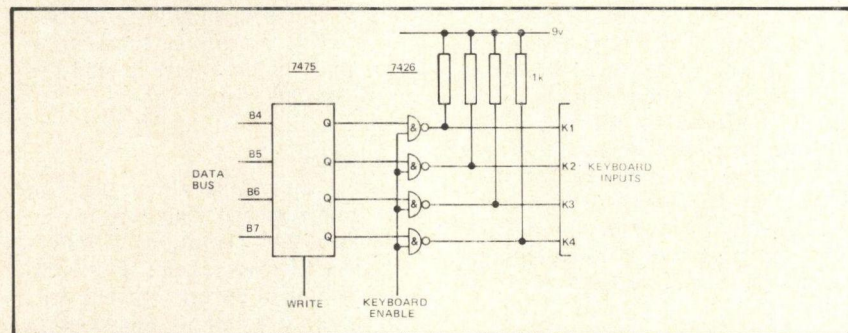 9v
7475
7426
1k
B4
Q
&
K1
B5
Q
&
K2
KEYBOARD
DATA
BUS
INPUTS
B6
Q
&
K3
B7
Q
&
K4
WRITE
KEYBOARD
ENABLE